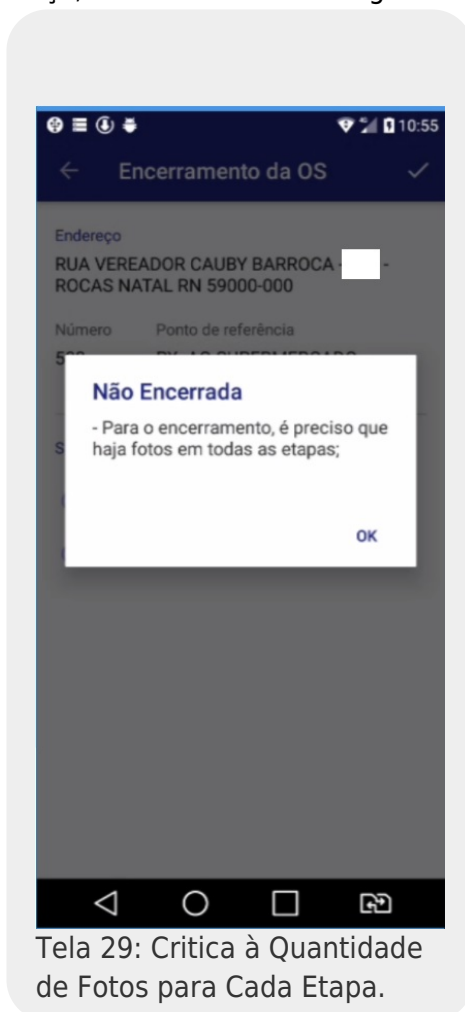 10:55
Encerramento da OS
Endereço
RUA VEREADOR CAUBY BARROCA - -
ROCAS NATAL RN 59000-000
Número Ponto de referência
Não Encerrada
- Para o encerramento, é preciso que
haja fotos em todas as etapas;
OK
Tela 29: Critica à Quantidade
de Fotos para Cada Etapa.